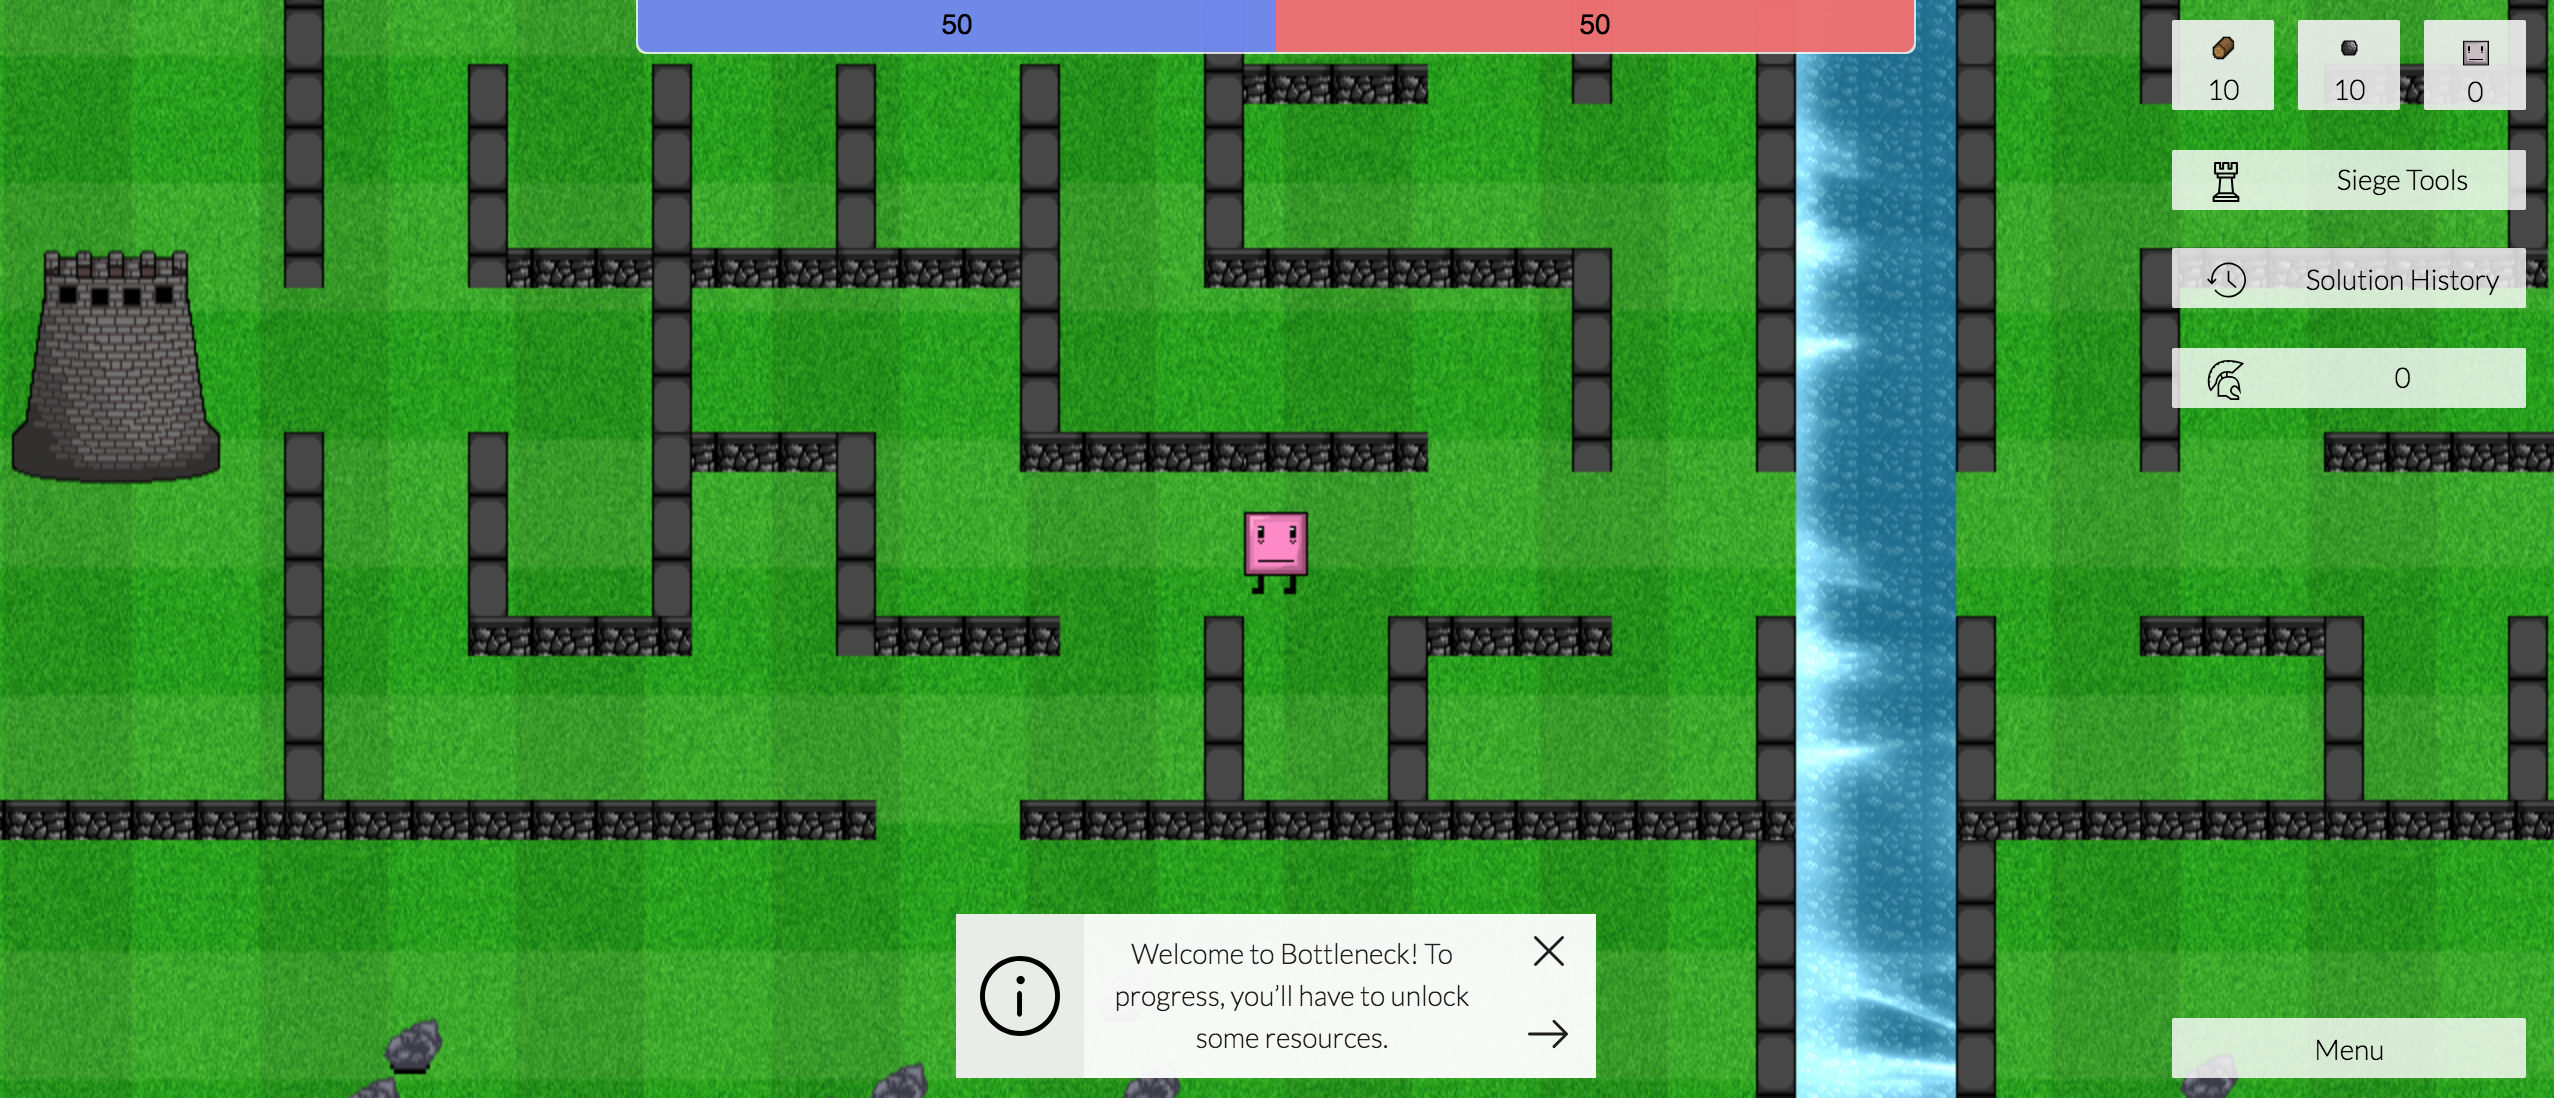 50
50
10
10
0
Siege Tools
Solution History
0
Welcome to Bottleneck! To
progress, you'll have to unlock
some resources.
Menu